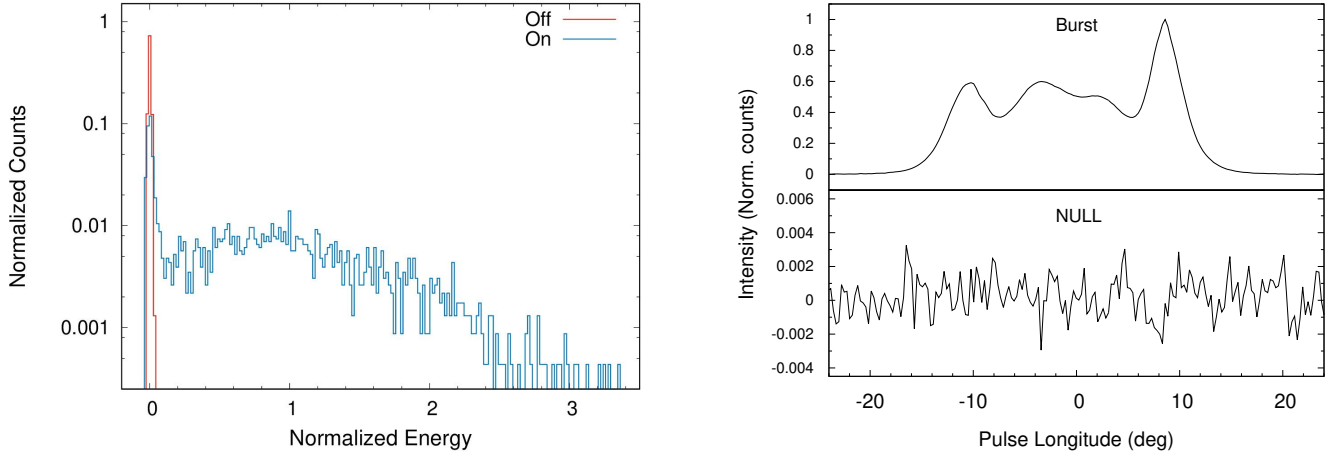 Off
On
1
0.1
0.01
0.001
Normalized Counts
0 1 2 3
Normalized Energy
Burst
1
0.8
0.6
0.4
0.2
0
NULL
0.006
0.004
0.002
0
-0.002
-0.004
Intensity (Norm. counts)
-20 -10 0 10 20
Pulse Longitude (deg)